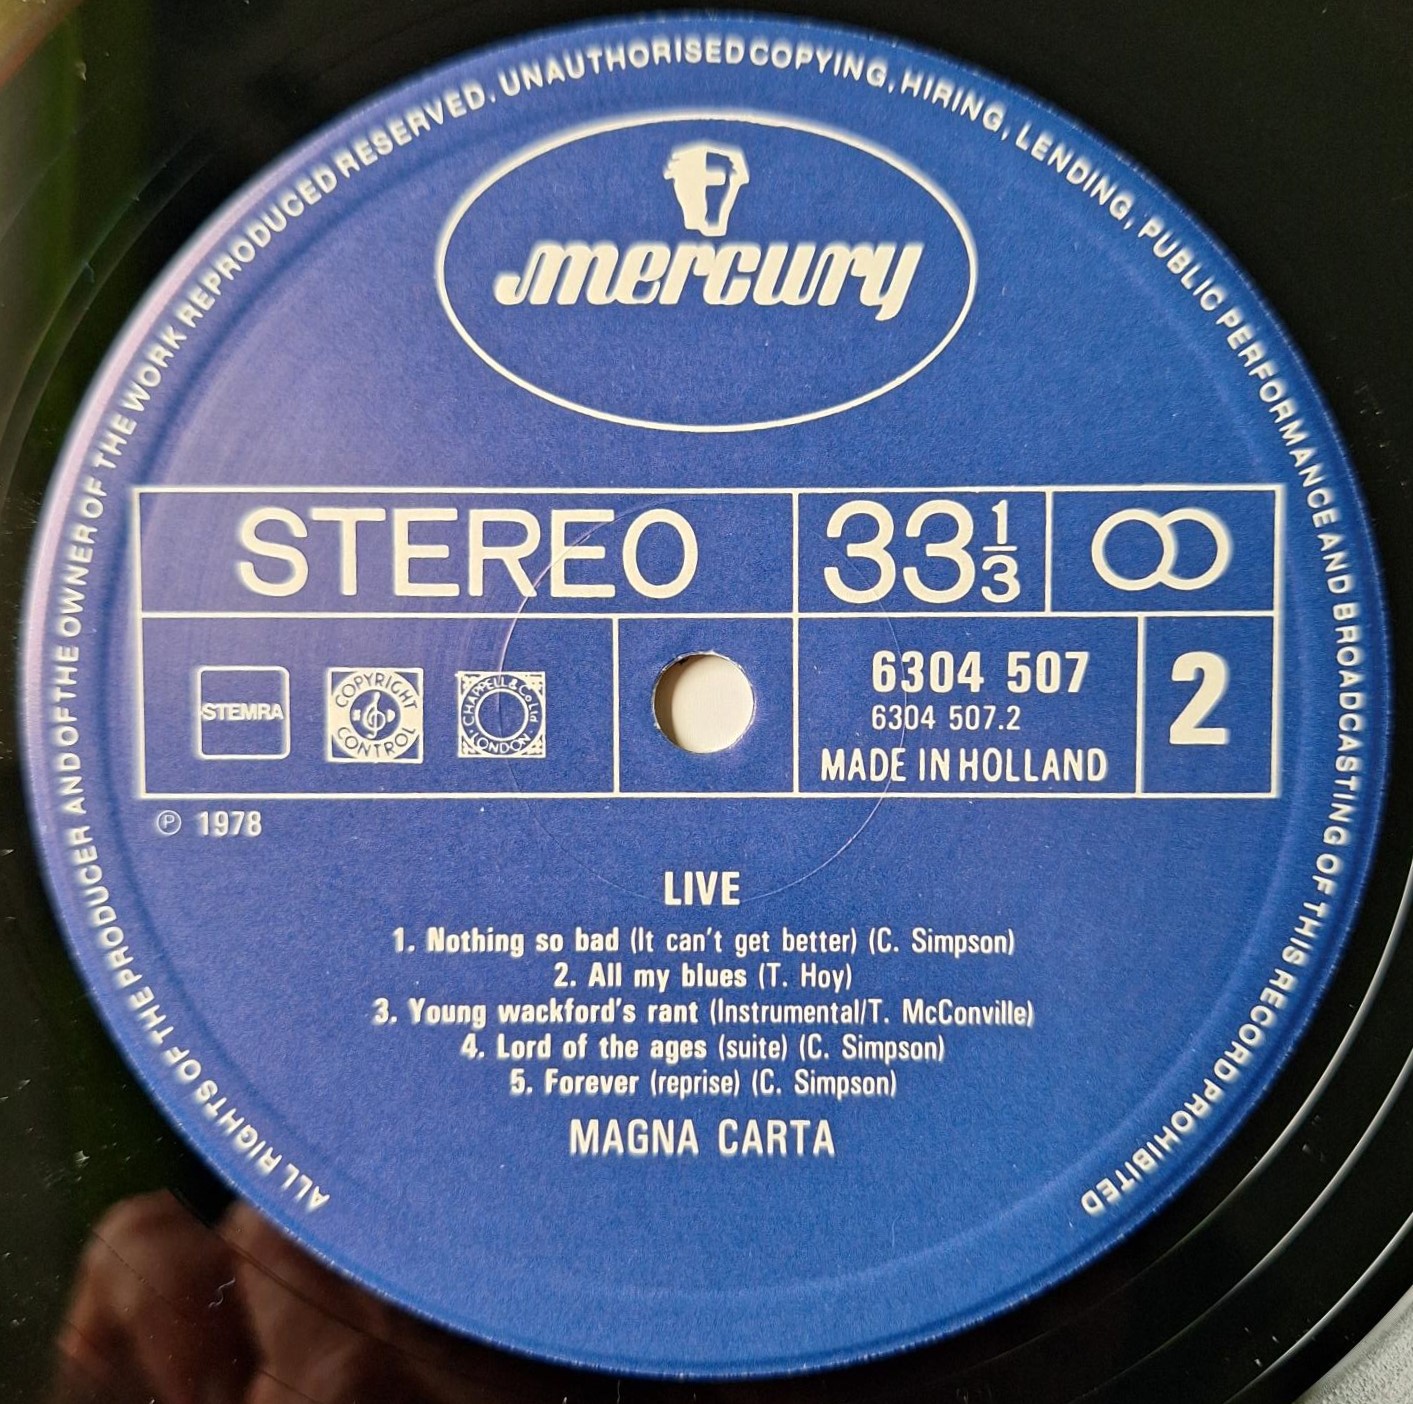 ALL RIGHTS OF THE PRODUCER AND OF THE OWNER OF THE WORK REPRODUCED RESERVED. UNAUTHORISED COPYING, HIRING, LENDING, PUBLIC PERFORMANCE AND BROADCASTING OF THIS RECORD PROHIBITED
mercury
STEREO 33 1/3
STEMRA
COPYRIGHT CONTROL
CHAPPELL & Co. Ltd. LONDON
6304 507
6304 507.2
MADE IN HOLLAND
2
℗ 1978
LIVE
1. Nothing so bad (It can't get better) (C. Simpson)
2. All my blues (T. Hoy)
3. Young wackford's rant (Instrumental/T. McConville)
4. Lord of the ages (suite) (C. Simpson)
5. Forever (reprise) (C. Simpson)
MAGNA CARTA